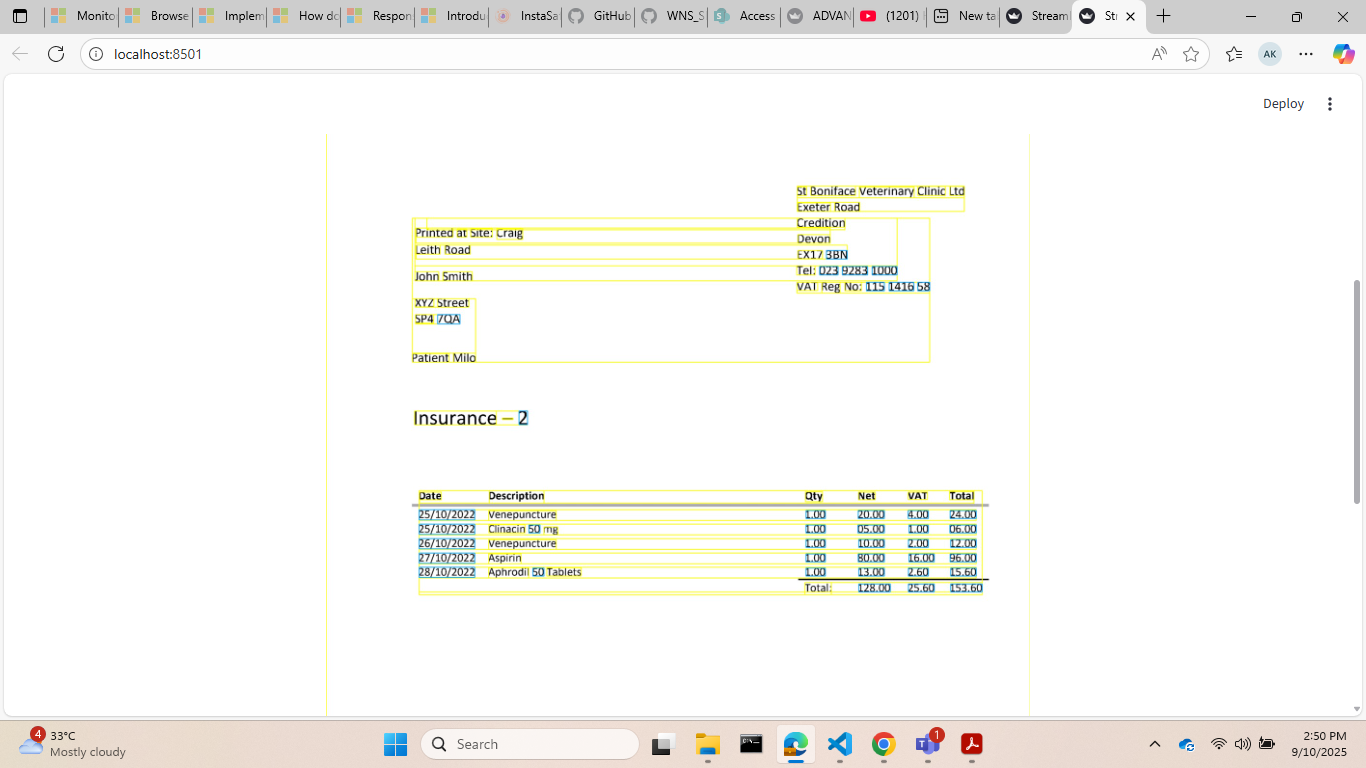 Monito
Browse
Implem
How do
Respon
Introdu
InstaSa
GitHub
WNS_S
Access
ADVAN
(1201)
New ta
Streaml
St
localhost:8501
AK
Deploy
St Boniface Veterinary Clinic Ltd
Exeter Road
Credition
Devon
EX17 3BN
Tel: 023 9283 1000
VAT Reg No: 115 1416 58
Printed at Site: Craig
Leith Road
John Smith
XYZ Street
SP4 7QA
Patient Milo
Insurance – 2
Date Description Qty Net VAT Total
25/10/2022 Venepuncture 1.00 20.00 4.00 24.00
25/10/2022 Clinacin 50 mg 1.00 05.00 1.00 06.00
26/10/2022 Venepuncture 1.00 10.00 2.00 12.00
27/10/2022 Aspirin 1.00 80.00 16.00 96.00
28/10/2022 Aphrodil 50 Tablets 1.00 13.00 2.60 15.60
Total: 128.00 25.60 153.60
4
33°C
Mostly cloudy
Search
1
2:50 PM
9/10/2025